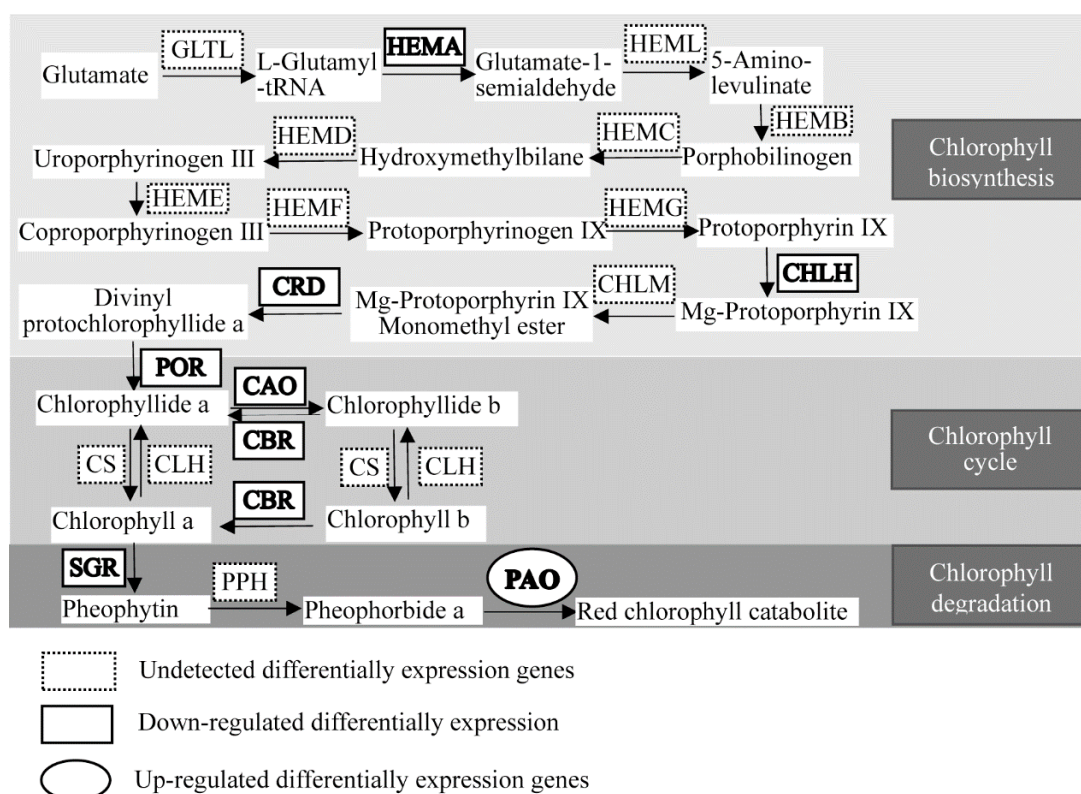 GLTL
HEMA
HEML
Glutamate
L-Glutamyl
-tRNA
Glutamate-1-
semialdehyde
5-Amino-
levulinate
HEMB
HEMD
HEMC
Uroporphyrinogen III
Hydroxymethylbilane
Porphobilinogen
Chlorophyll
biosynthesis
HEME
HEMF
HEMG
Coproporphyrinogen III
Protoporphyrinogen IX
Protoporphyrin IX
CHLH
CRD
CHLM
Divinyl
protochlorophyllide a
Mg-Protoporphyrin IX
Monomethyl ester
Mg-Protoporphyrin IX
POR
CAO
Chlorophyllide a
Chlorophyllide b
CBR
CS
CLH
CS
CLH
Chlorophyll
cycle
CBR
Chlorophyll a
Chlorophyll b
SGR
PPH
PAO
Pheophytin
Pheophorbide a
Red chlorophyll catabolite
Chlorophyll
degradation
Undetected differentially expression genes
Down-regulated differentially expression
Up-regulated differentially expression genes